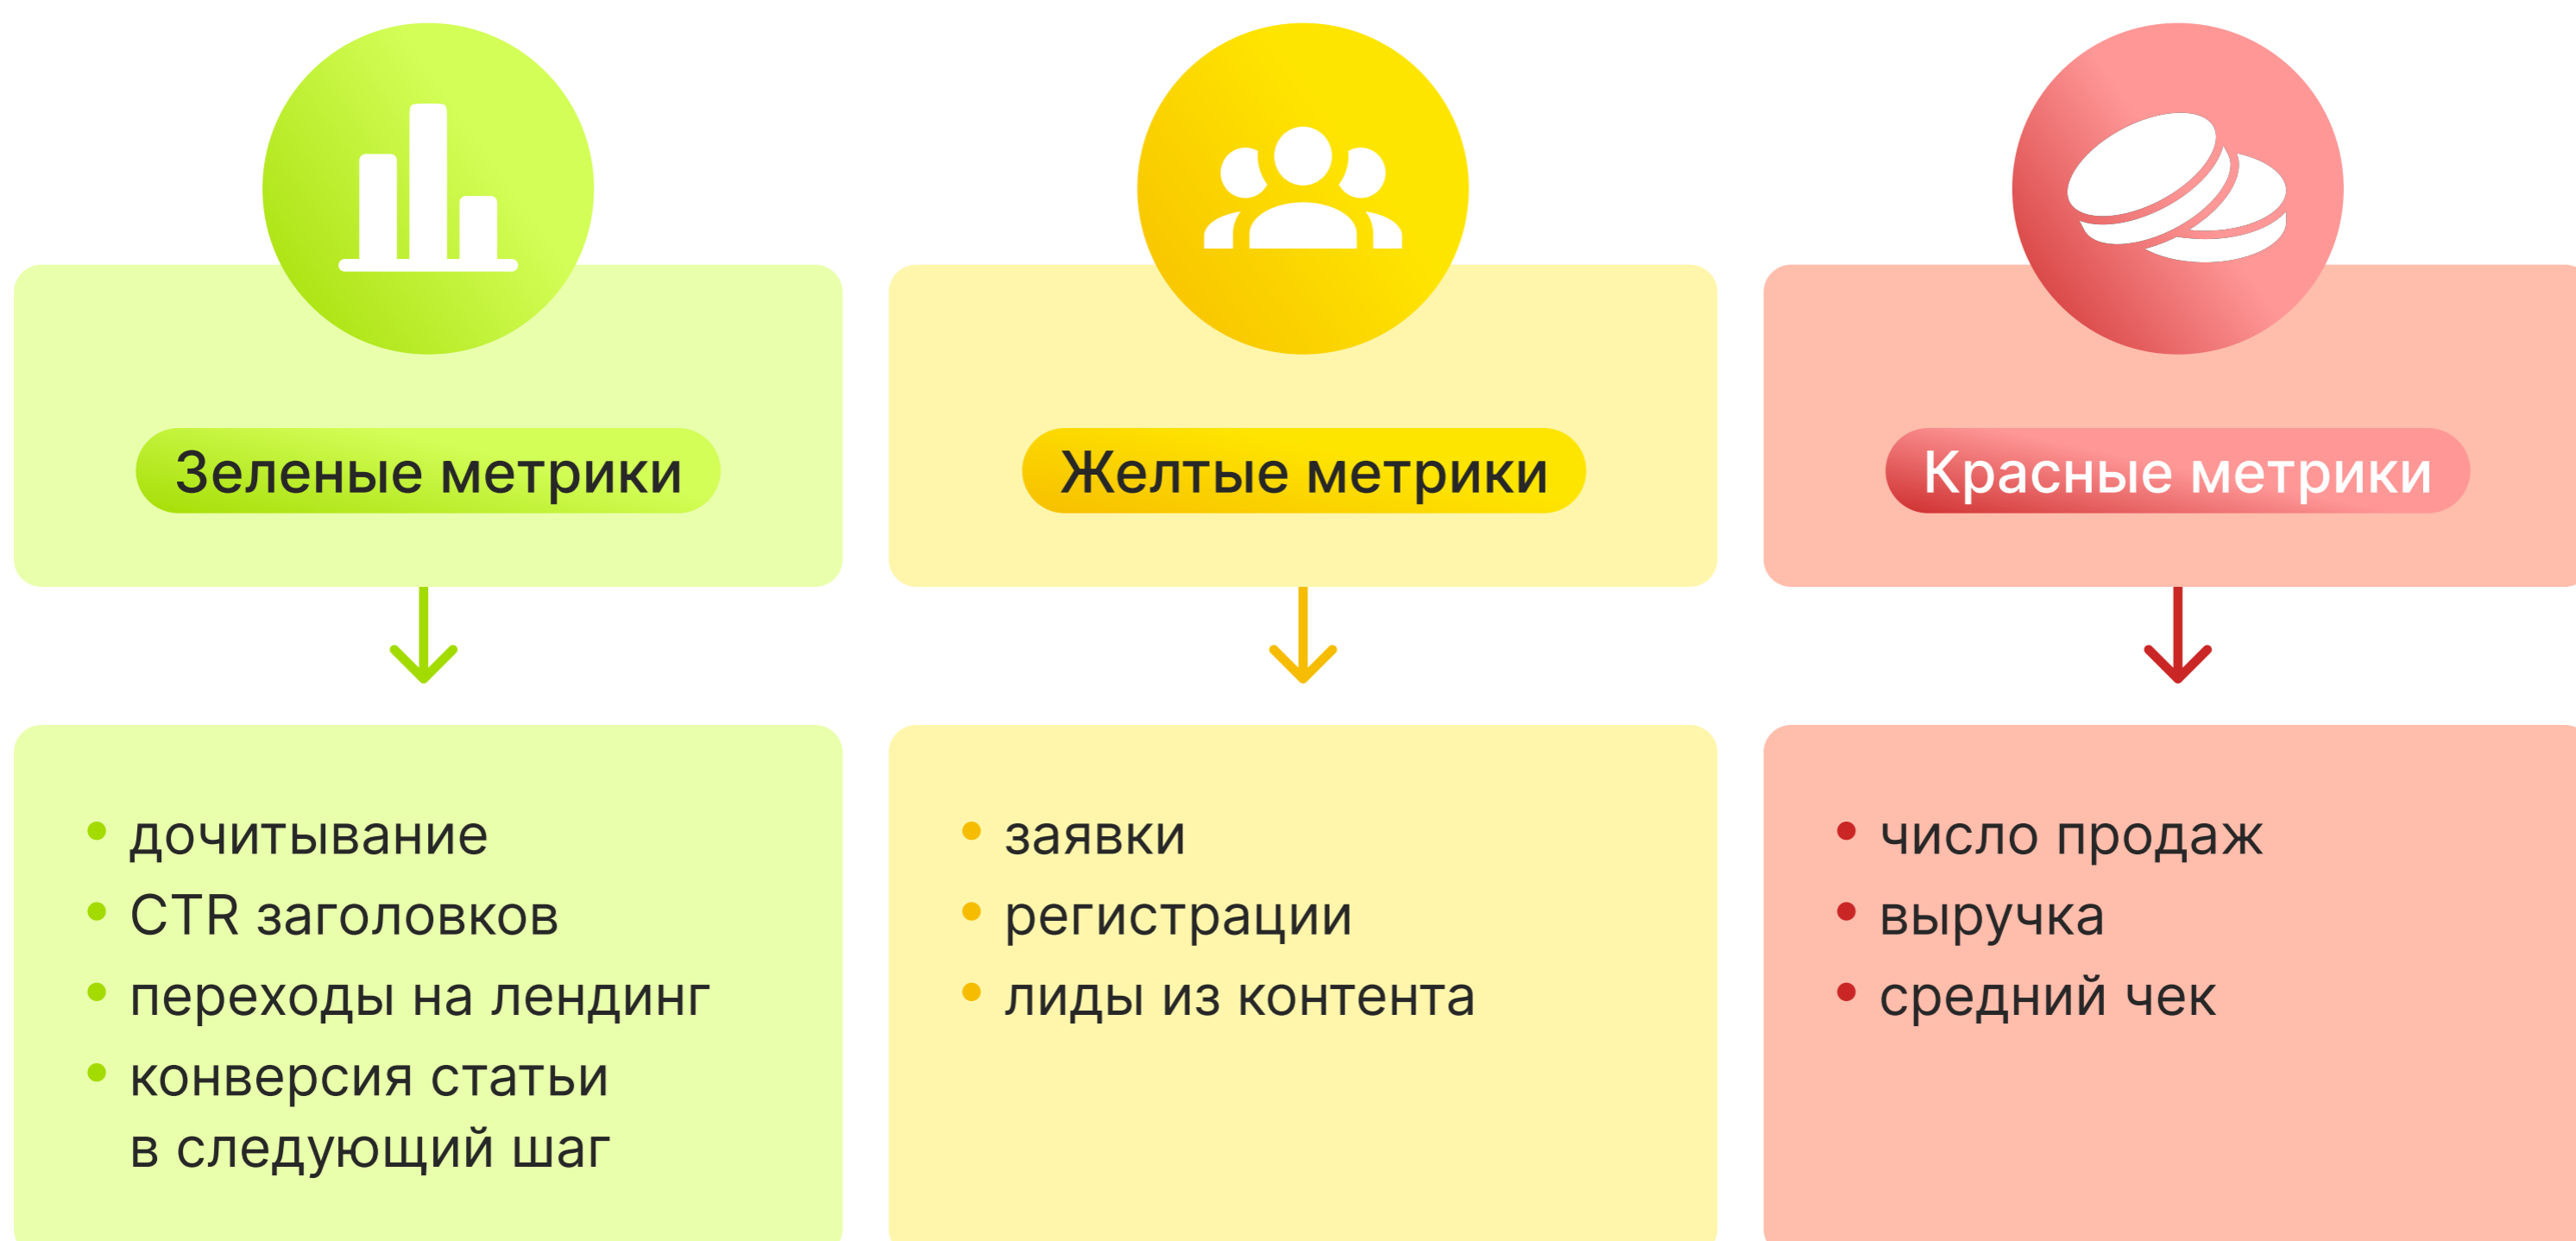 Зеленые метрики
Желтые метрики
Красные метрики
• дочитывание
• CTR заголовков
• переходы на лендинг
• конверсия статьи
в следующий шаг
• заявки
• регистрации
• лиды из контента
• число продаж
• выручка
• средний чек